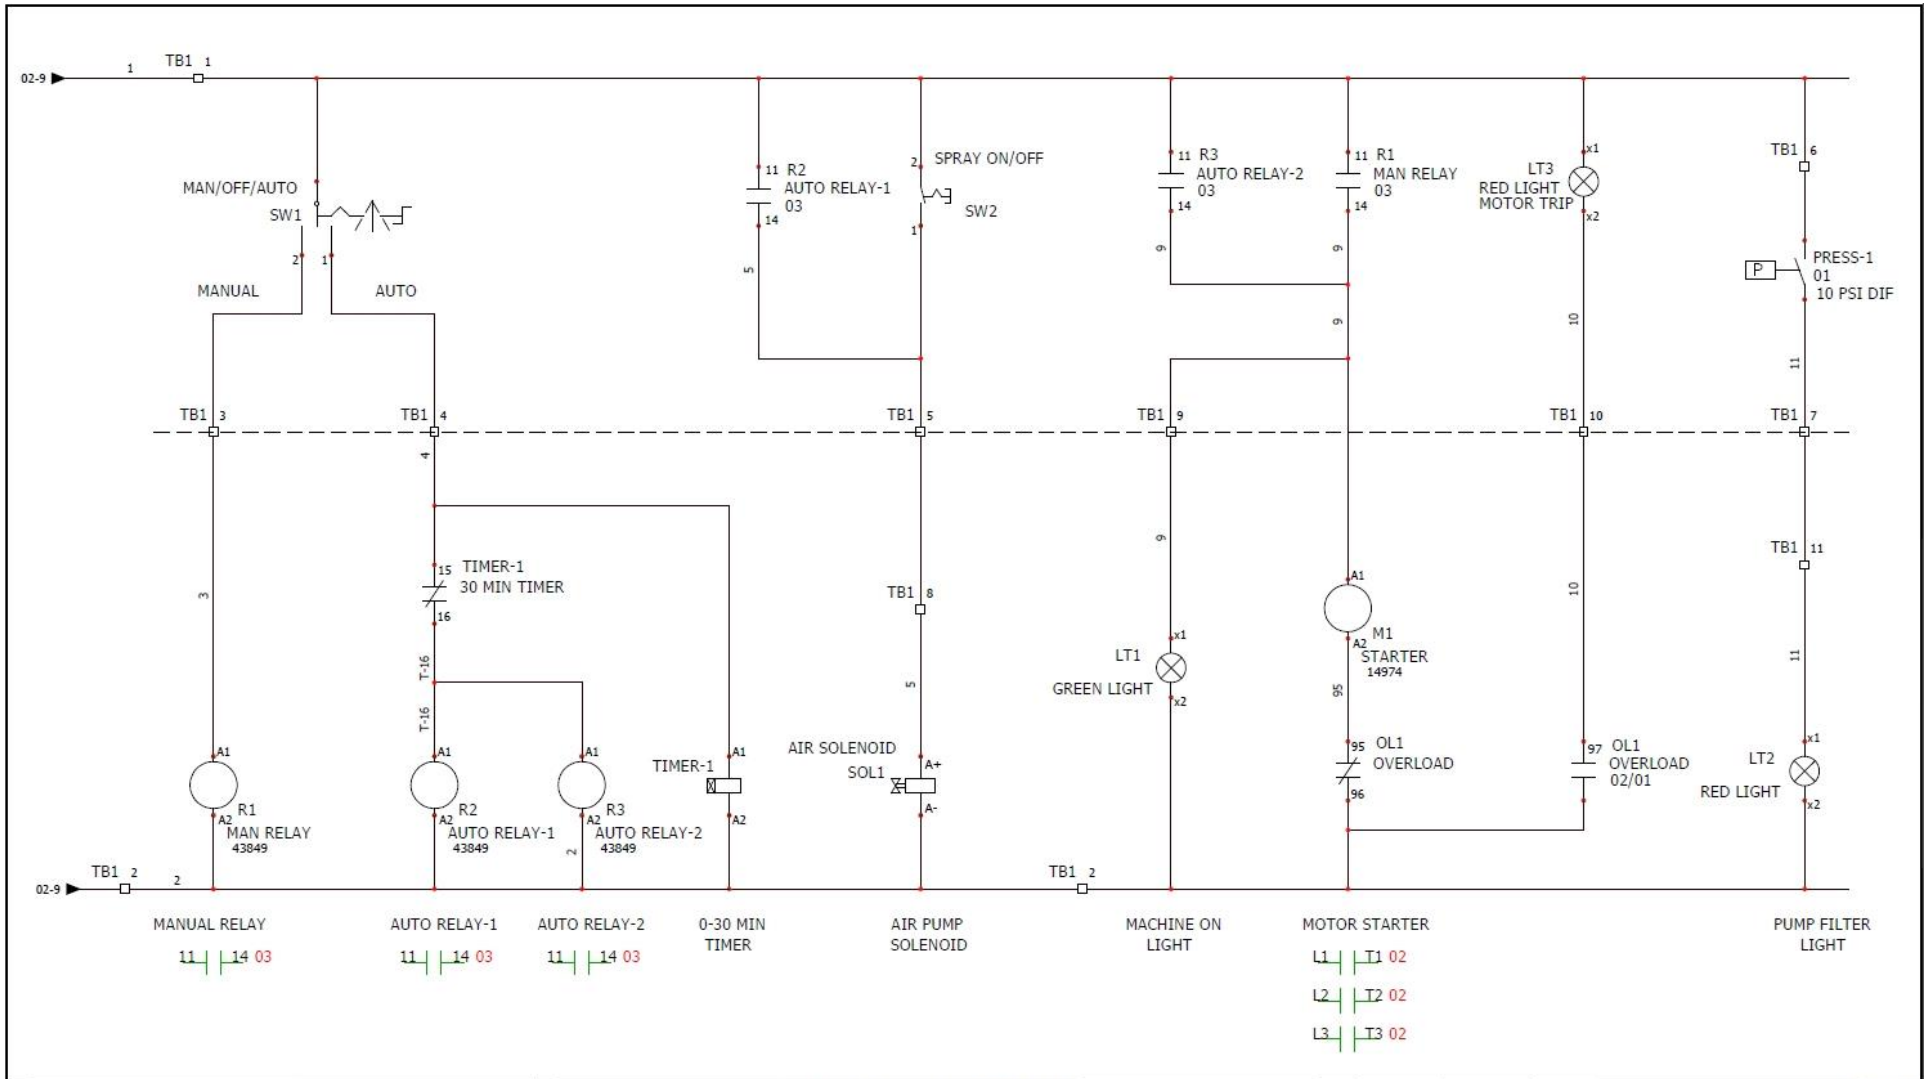 02-9
1
TB1 1
MAN/OFF/AUTO
SW1
2
1
MANUAL
AUTO
11 R2
AUTO RELAY-1
03
14
5
2 SPRAY ON/OFF
SW2
1
11 R3
AUTO RELAY-2
03
14
9
11 R1
MAN RELAY
03
14
9
9
x1
LT3
RED LIGHT
MOTOR TRIP
x2
10
TB1 6
P
PRESS-1
01
10 PSI DIF
11
TB1 3
TB1 4
TB1 5
TB1 9
TB1 10
TB1 7
4
3
15 TIMER-1
30 MIN TIMER
16
T-16
T-16
TB1 8
5
9
10
TB1 11
11
A1
R1
A2 MAN RELAY
43849
A1
R2
A2 AUTO RELAY-1
43849
A1
R3
A2 AUTO RELAY-2
43849
2
A1
TIMER-1
A2
AIR SOLENOID
SOL1
A+
A-
x1
LT1
GREEN LIGHT
x2
A1
M1
A2 STARTER
14974
95
95 OL1
OVERLOAD
96
97 OL1
OVERLOAD
02/01
x1
LT2
RED LIGHT
x2
02-9
TB1 2
2
TB1 2
MANUAL RELAY
11 14 03
AUTO RELAY-1
11 14 03
AUTO RELAY-2
11 14 03
0-30 MIN
TIMER
AIR PUMP
SOLENOID
MACHINE ON
LIGHT
MOTOR STARTER
L1 T1 02
L2 T2 02
L3 T3 02
PUMP FILTER
LIGHT